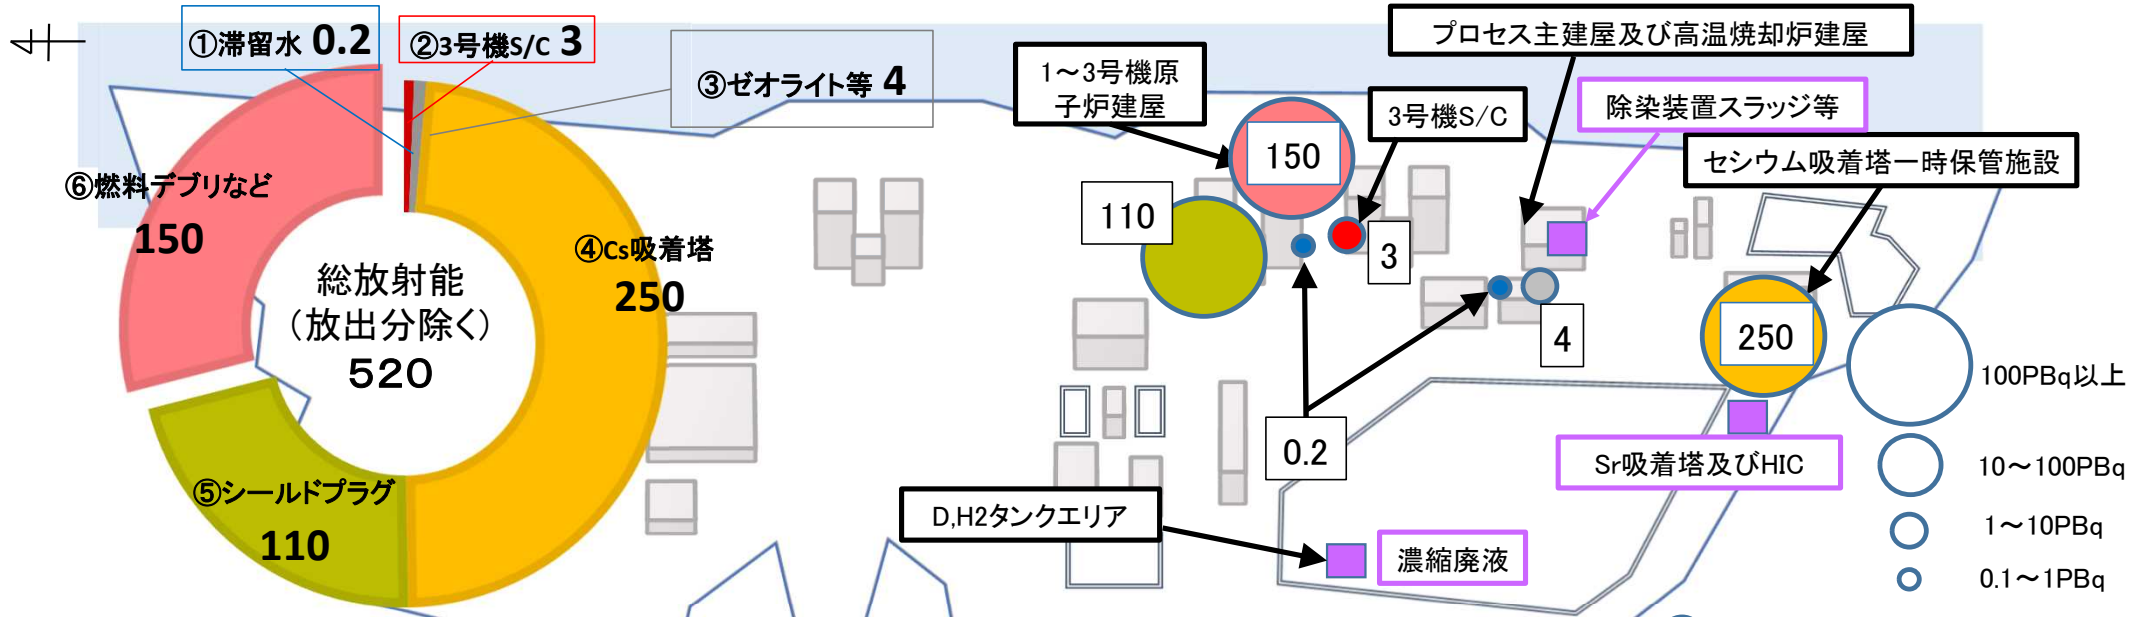 ①滞留水 0.2
②3号機S/C 3
③ゼオライト等 4
⑥燃料デブリなど
150
④Cs吸着塔
250
総放射能
（放出分除く）
520
⑤シールドプラグ
110
プロセス主建屋及び高温焼却炉建屋
1～3号機原
子炉建屋
3号機S/C
除染装置スラッジ等
セシウム吸着塔一時保管施設
150
110
3
4
250
0.2
Sr吸着塔及びHIC
D,H2タンクエリア
濃縮廃液
100PBq以上
10～100PBq
1～10PBq
0.1～1PBq